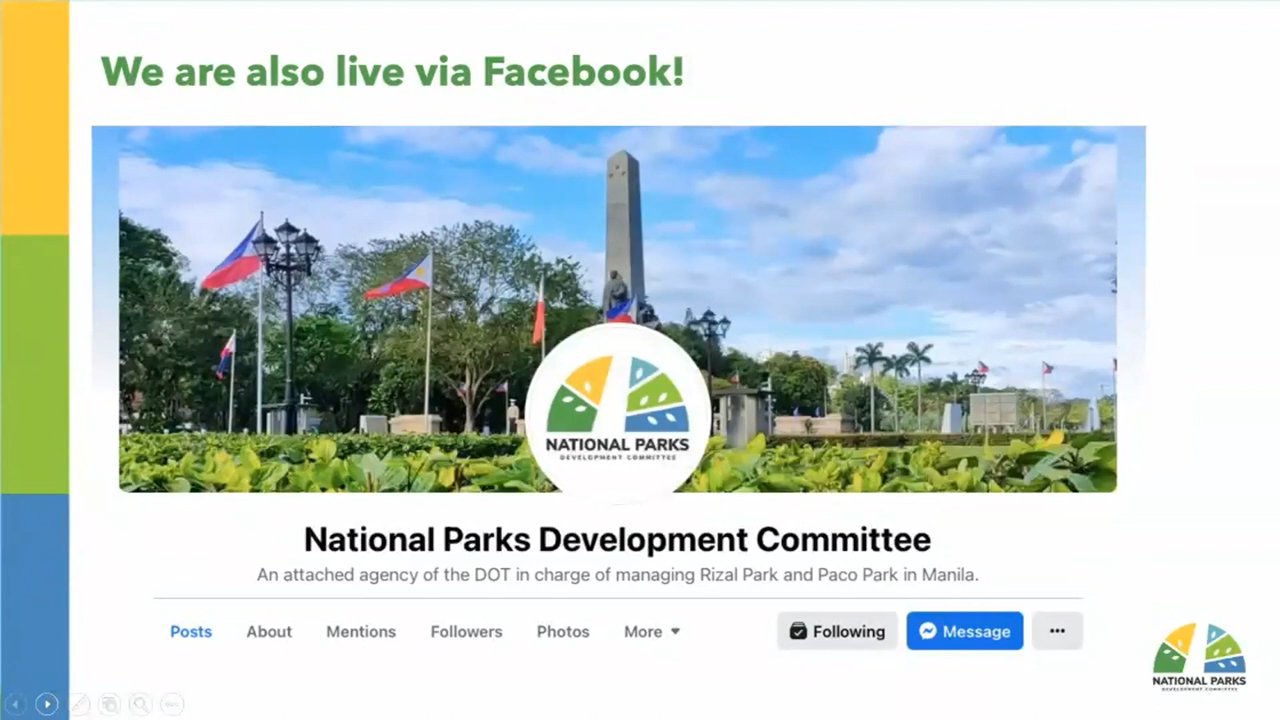 We are also live via Facebook!
NATIONAL PARKS
DEVELOPMENT COMMITTEE
National Parks Development Committee
An attached agency of the DOT in charge of managing Rizal Park and Paco Park in Manila.
Posts About Mentions Followers Photos More Following Message
NATIONAL PARKS
DEVELOPMENT COMMITTEE